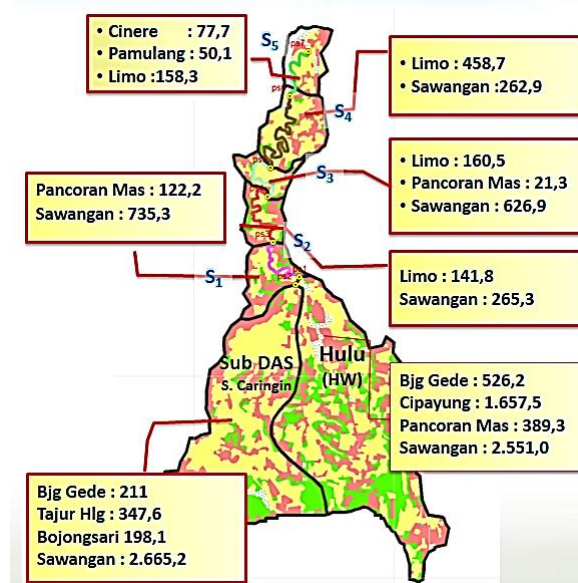 • Cinere : 77,7
• Pamulang : 50,1
• Limo :158,3
S5
ps7
• Limo : 458,7
• Sawangan :262,9
S4
S3
• Limo : 160,5
• Pancoran Mas : 21,3
• Sawangan : 626,9
Pancoran Mas : 122,2
Sawangan : 735,3
ps3
S2
S1
ps2
Limo : 141,8
Sawangan : 265,3
Sub DAS
S. Caringin
Hulu
(HW)
Bjg Gede : 526,2
Cipayung : 1.657,5
Pancoran Mas : 389,3
Sawangan : 2.551,0
Bjg Gede : 211
Tajur Hlg : 347,6
Bojongsari 198,1
Sawangan : 2.665,2